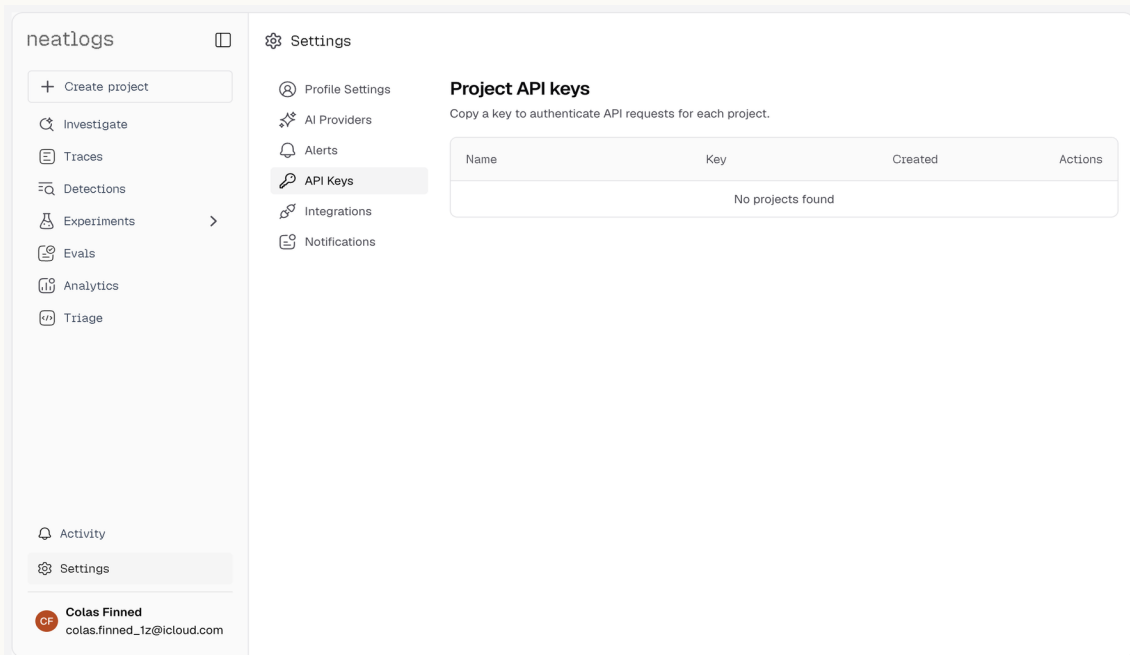 neatlogs
Create project
Investigate
Traces
Detections
Experiments
Evals
Analytics
Triage
Activity
Settings
CF
Colas Finned
colas.finned_1z@icloud.com
Settings
Profile Settings
AI Providers
Alerts
API Keys
Integrations
Notifications
Project API keys
Copy a key to authenticate API requests for each project.
Name Key Created Actions
No projects found